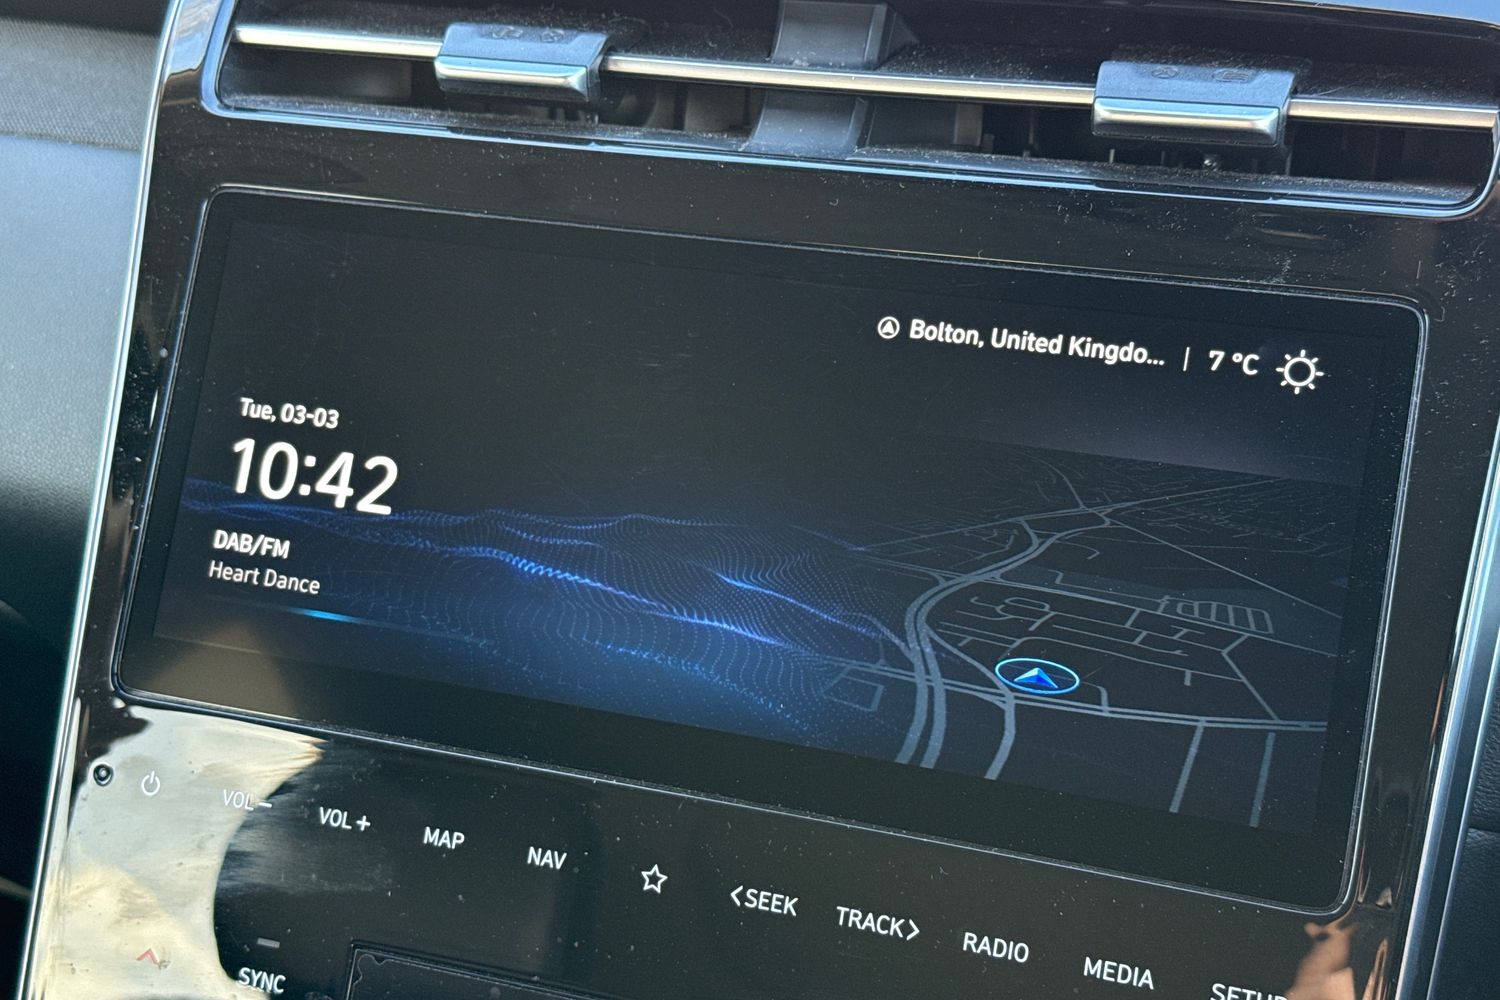 Bolton, United Kingdo... | 7 °C
Tue, 03-03
10:42
DAB/FM
Heart Dance
VOL−
VOL+
MAP
NAV
<SEEK
TRACK>
RADIO
MEDIA
SETUP
SYNC